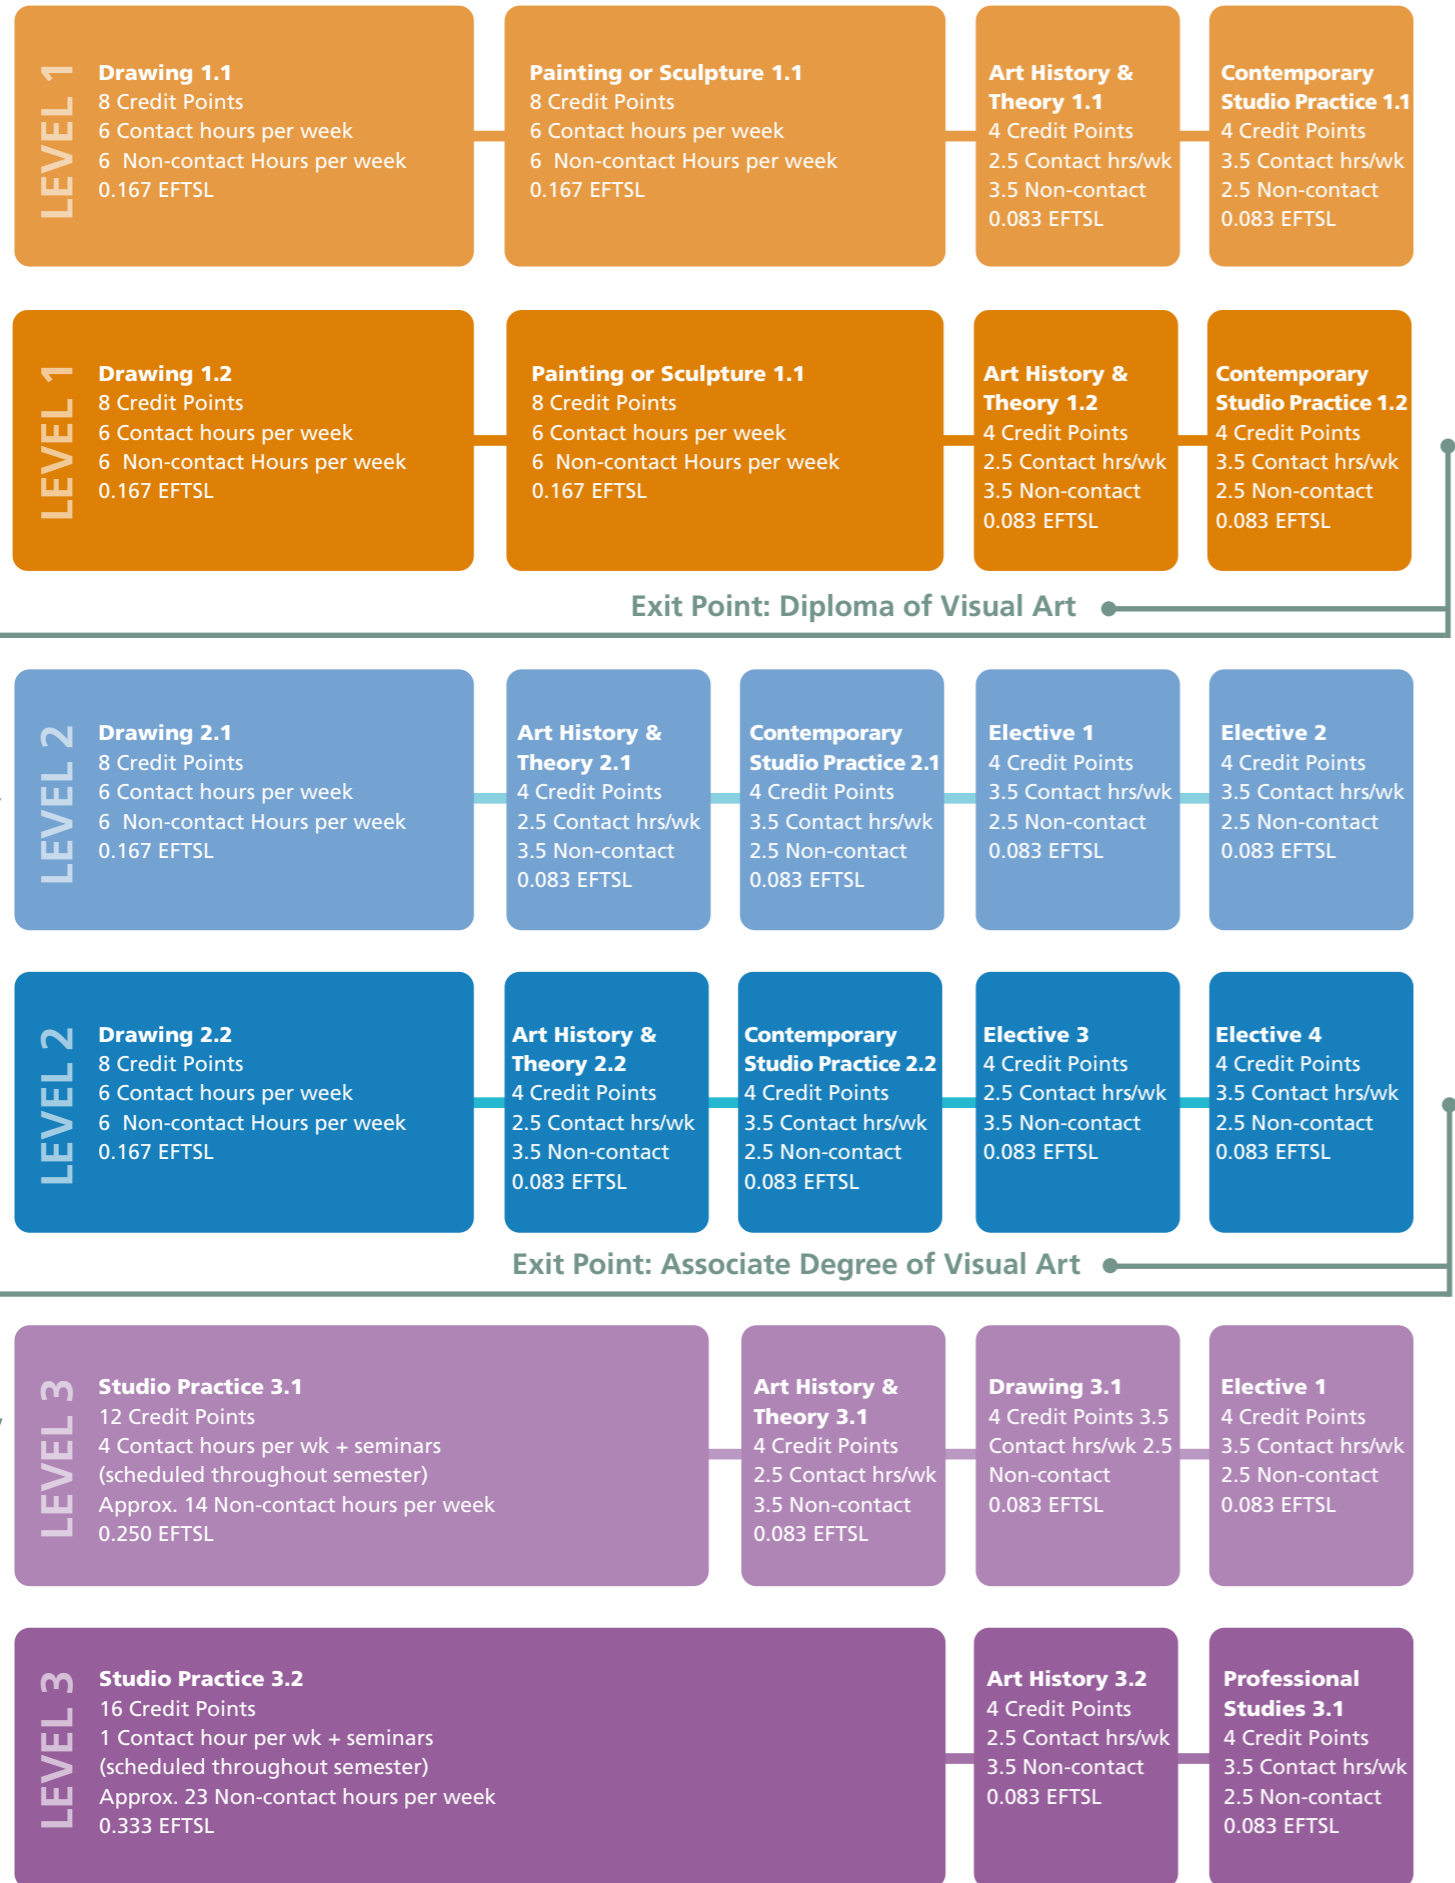 LEVEL 1
Drawing 1.1
8 Credit Points
6 Contact hours per week
6  Non-contact Hours per week
0.167 EFTSL
Painting or Sculpture 1.1
8 Credit Points
6 Contact hours per week
6  Non-contact Hours per week
0.167 EFTSL
Art History &
Theory 1.1
4 Credit Points
2.5 Contact hrs/wk
3.5 Non-contact
0.083 EFTSL
Contemporary
Studio Practice 1.1
4 Credit Points
3.5 Contact hrs/wk
2.5 Non-contact
0.083 EFTSL
LEVEL 1
Drawing 1.2
8 Credit Points
6 Contact hours per week
6  Non-contact Hours per week
0.167 EFTSL
Painting or Sculpture 1.1
8 Credit Points
6 Contact hours per week
6  Non-contact Hours per week
0.167 EFTSL
Art History &
Theory 1.2
4 Credit Points
2.5 Contact hrs/wk
3.5 Non-contact
0.083 EFTSL
Contemporary
Studio Practice 1.2
4 Credit Points
3.5 Contact hrs/wk
2.5 Non-contact
0.083 EFTSL
Exit Point: Diploma of Visual Art
LEVEL 2
Drawing 2.1
8 Credit Points
6 Contact hours per week
6  Non-contact Hours per week
0.167 EFTSL
Art History &
Theory 2.1
4 Credit Points
2.5 Contact hrs/wk
3.5 Non-contact
0.083 EFTSL
Contemporary
Studio Practice 2.1
4 Credit Points
3.5 Contact hrs/wk
2.5 Non-contact
0.083 EFTSL
Elective 1
4 Credit Points
3.5 Contact hrs/wk
2.5 Non-contact
0.083 EFTSL
Elective 2
4 Credit Points
3.5 Contact hrs/wk
2.5 Non-contact
0.083 EFTSL
LEVEL 2
Drawing 2.2
8 Credit Points
6 Contact hours per week
6  Non-contact Hours per week
0.167 EFTSL
Art History &
Theory 2.2
4 Credit Points
2.5 Contact hrs/wk
3.5 Non-contact
0.083 EFTSL
Contemporary
Studio Practice 2.2
4 Credit Points
3.5 Contact hrs/wk
2.5 Non-contact
0.083 EFTSL
Elective 3
4 Credit Points
2.5 Contact hrs/wk
3.5 Non-contact
0.083 EFTSL
Elective 4
4 Credit Points
3.5 Contact hrs/wk
2.5 Non-contact
0.083 EFTSL
Exit Point: Associate Degree of Visual Art
LEVEL 3
Studio Practice 3.1
12 Credit Points
4 Contact hours per wk + seminars
(scheduled throughout semester)
Approx. 14 Non-contact hours per week
0.250 EFTSL
Art History &
Theory 3.1
4 Credit Points
2.5 Contact hrs/wk
3.5 Non-contact
0.083 EFTSL
Drawing 3.1
4 Credit Points 3.5
Contact hrs/wk 2.5
Non-contact
0.083 EFTSL
Elective 1
4 Credit Points
3.5 Contact hrs/wk
2.5 Non-contact
0.083 EFTSL
LEVEL 3
Studio Practice 3.2
16 Credit Points
1 Contact hour per wk + seminars
(scheduled throughout semester)
Approx. 23 Non-contact hours per week
0.333 EFTSL
Art History 3.2
4 Credit Points
2.5 Contact hrs/wk
3.5 Non-contact
0.083 EFTSL
Professional
Studies 3.1
4 Credit Points
3.5 Contact hrs/wk
2.5 Non-contact
0.083 EFTSL